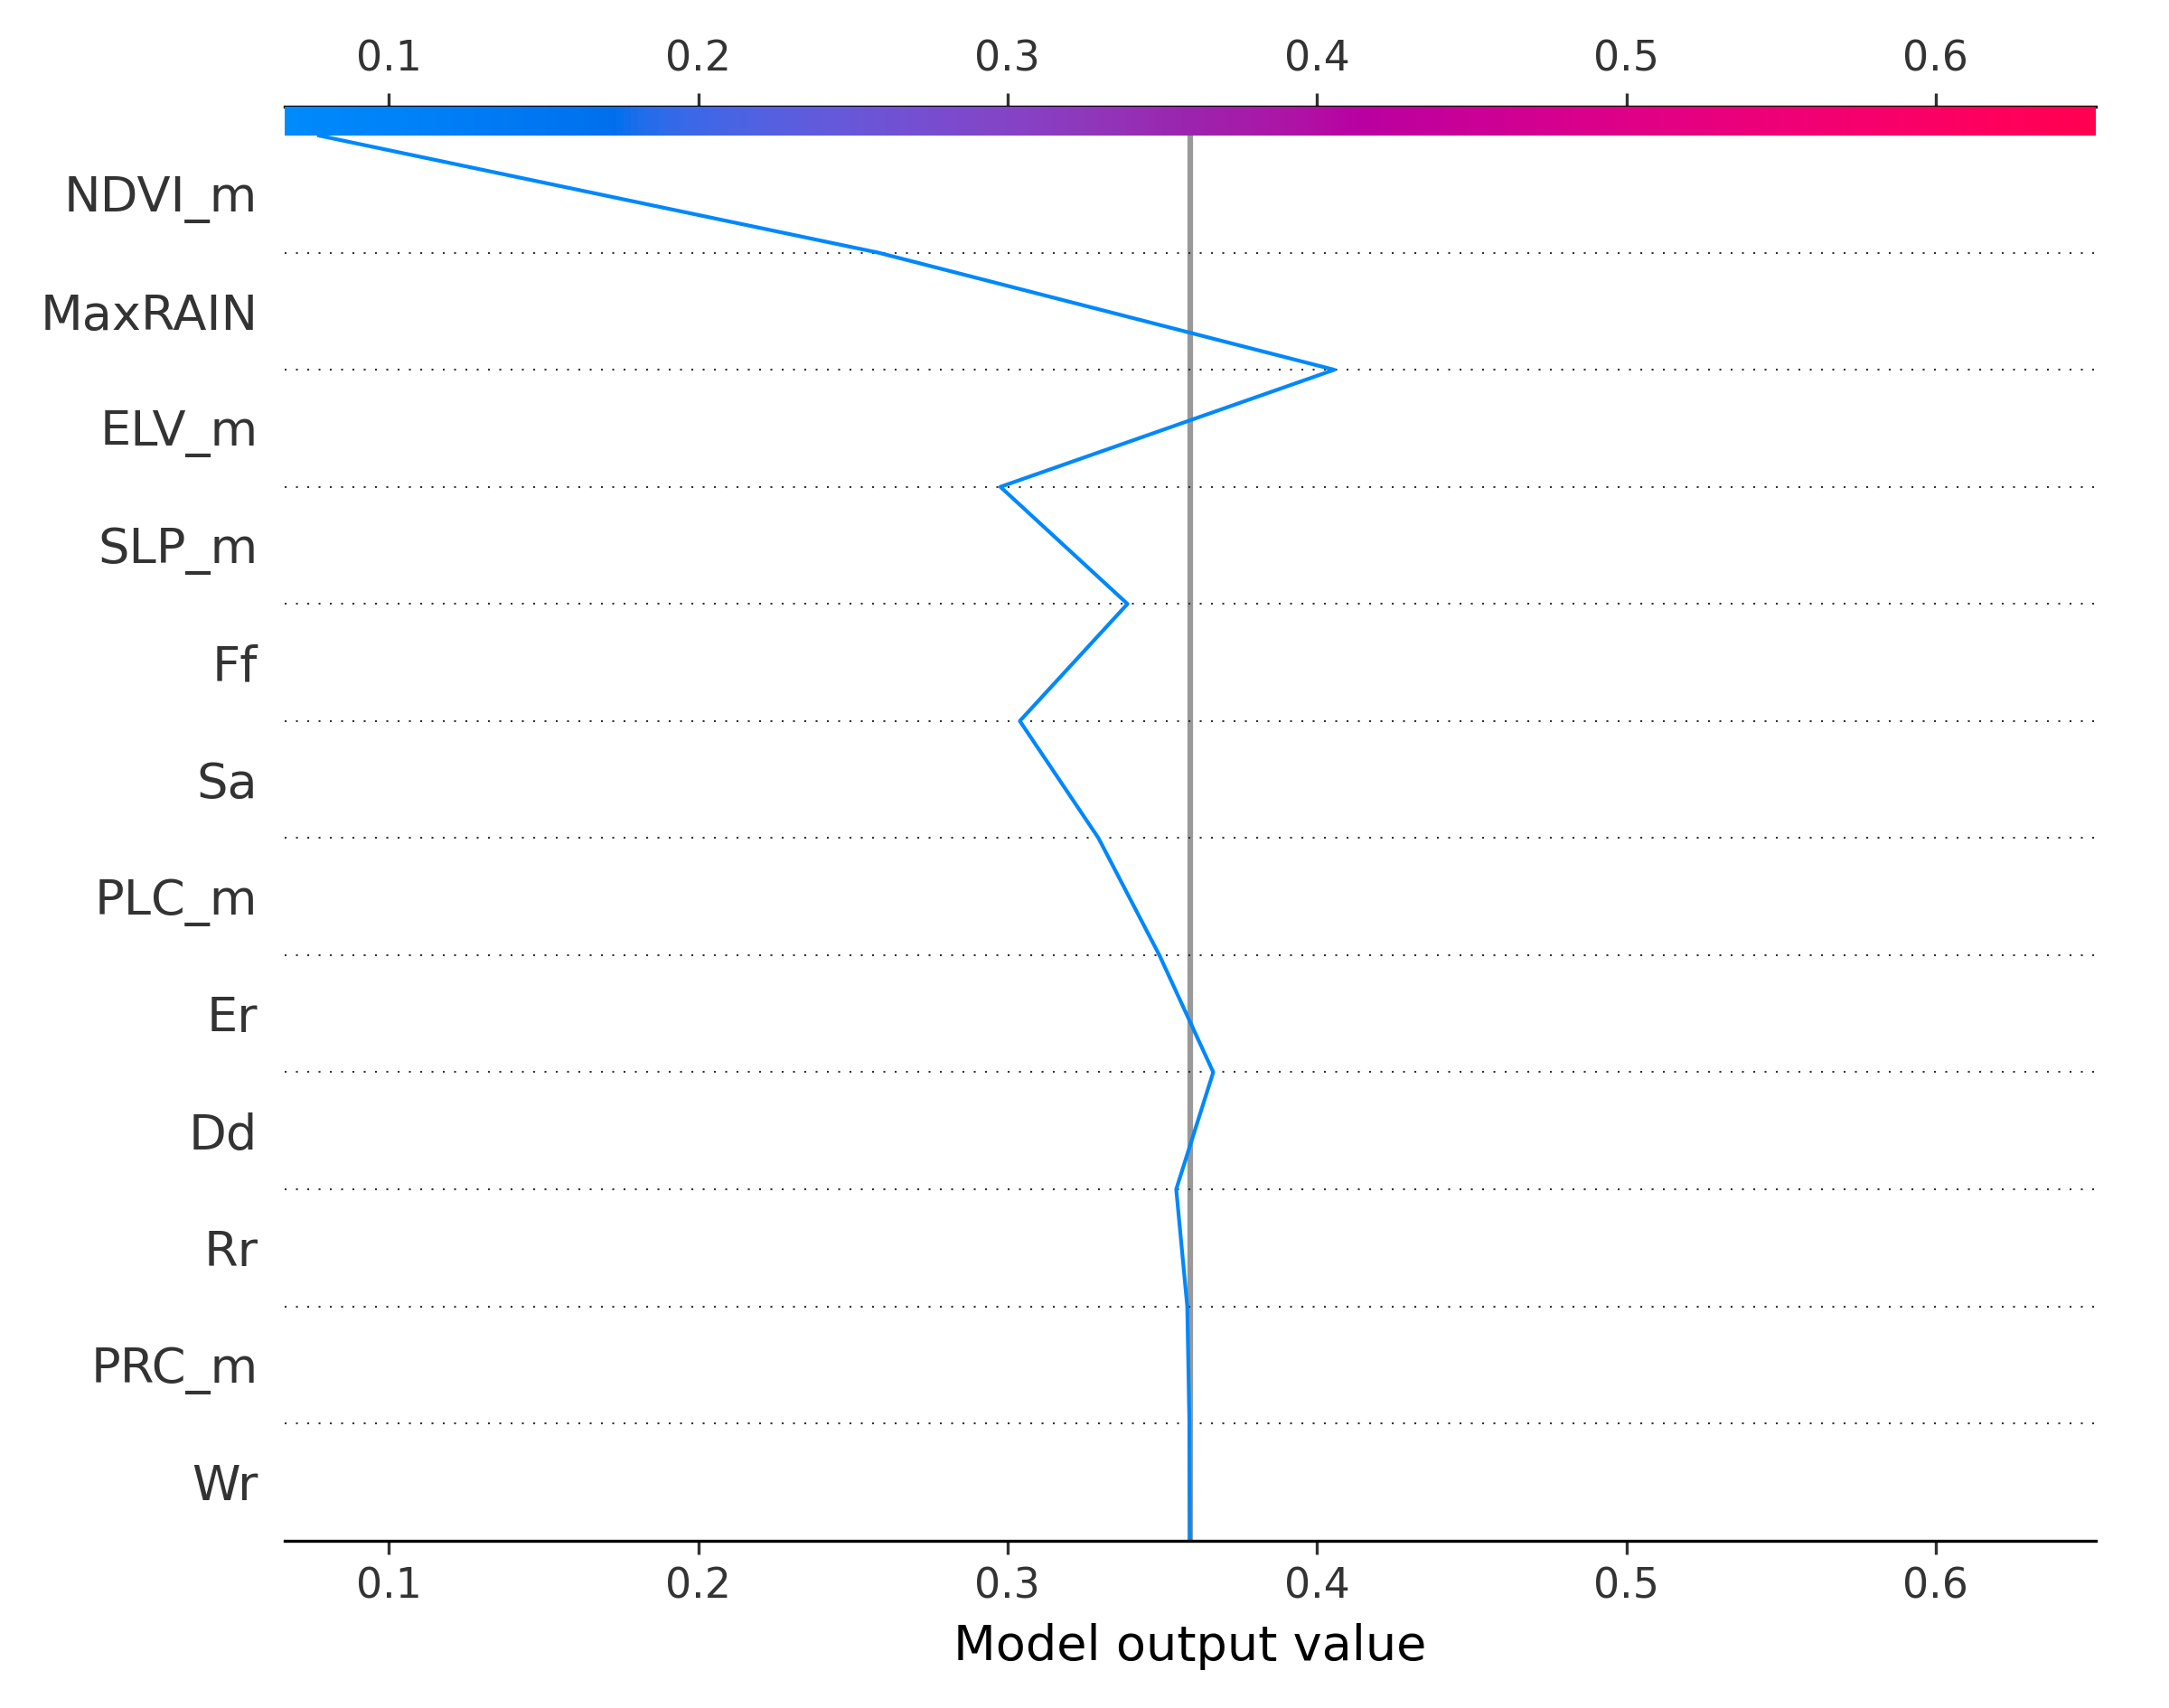 0.1 0.2 0.3 0.4 0.5 0.6
NDVI_m
MaxRAIN
ELV_m
SLP_m
Ff
Sa
PLC_m
Er
Dd
Rr
PRC_m
Wr
0.1 0.2 0.3 0.4 0.5 0.6
Model output value